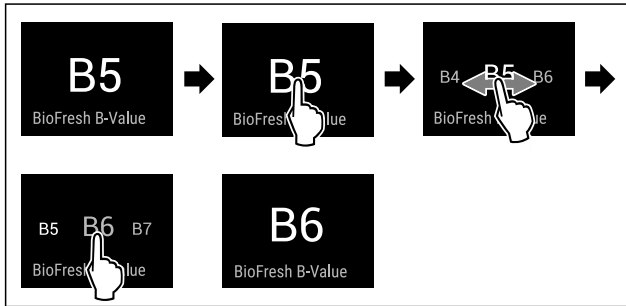 B5
BioFresh B-Value
B5
BioFres lue
B4 B5 B6
BioFresh ue
B5 B6 B7
BioFres lue
B6
BioFresh B-Value